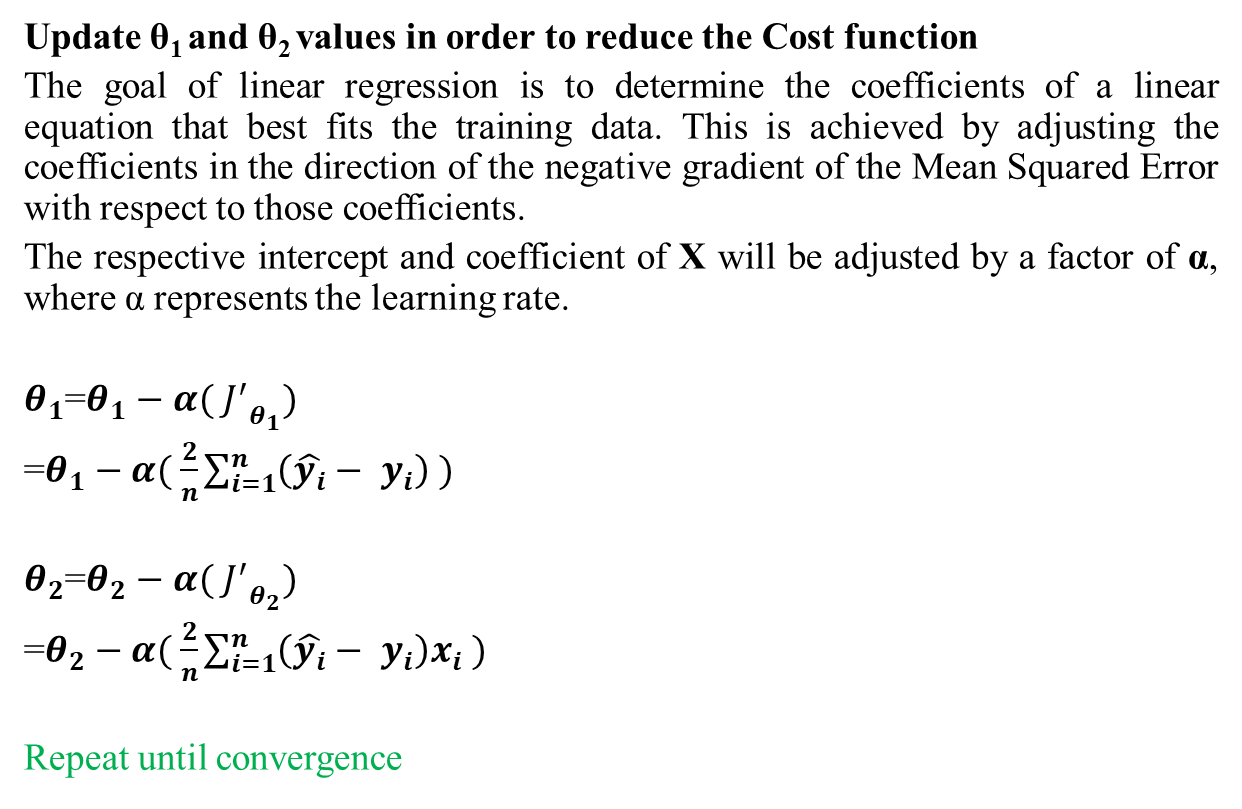 Update θ₁ and θ₂ values in order to reduce the Cost function
The goal of linear regression is to determine the coefficients of a linear
equation that best fits the training data. This is achieved by adjusting the
coefficients in the direction of the negative gradient of the Mean Squared Error
with respect to those coefficients.
The respective intercept and coefficient of X will be adjusted by a factor of α,
where α represents the learning rate.
θ₁=θ₁ − α(J′θ₁)
=θ₁ − α(2/n ∑ⁿᵢ₌₁(ŷᵢ − yᵢ))
θ₂=θ₂ − α(J′θ₂)
=θ₂ − α(2/n ∑ⁿᵢ₌₁(ŷᵢ − yᵢ)xᵢ)
Repeat until convergence